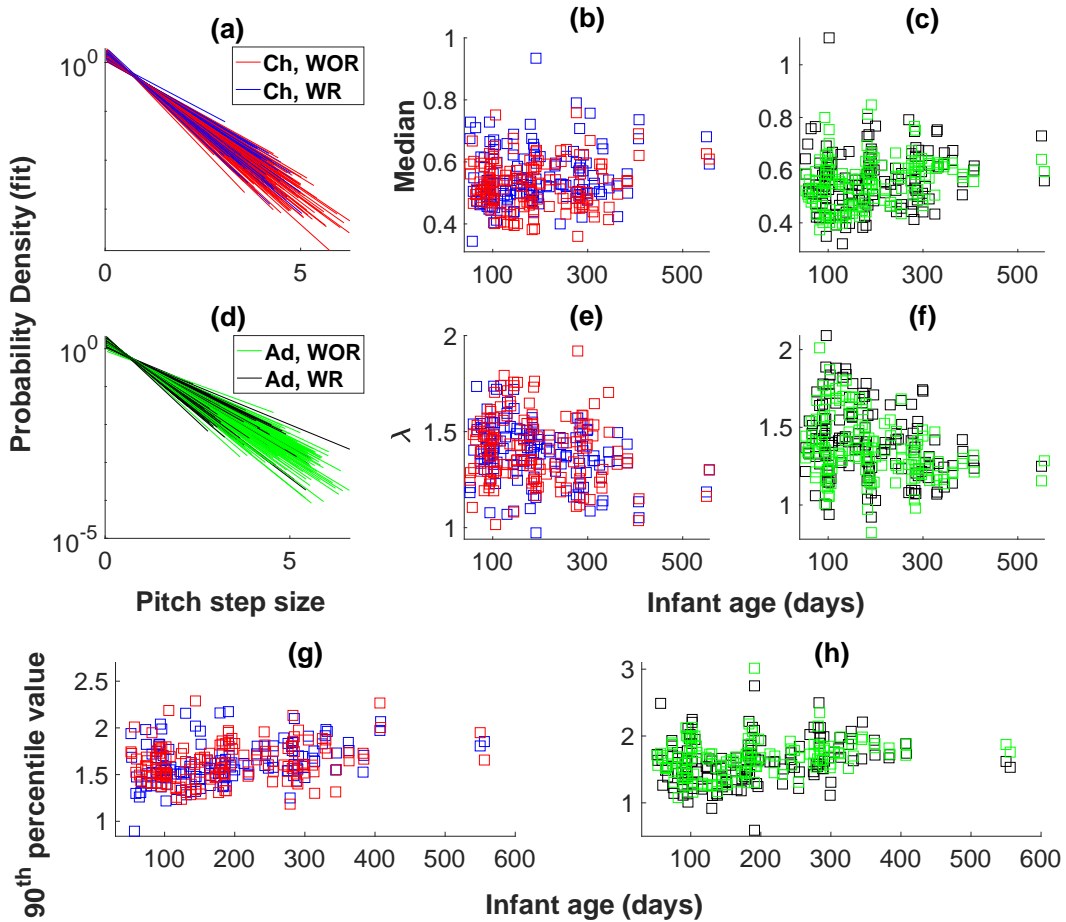 (a)
(b)
(c)
Probability Density (fit)
10^0
Ch, WOR
Ch, WR
0
5
Median
1
0.8
0.6
0.4
100
300
500
1
0.8
0.6
0.4
100
300
500
(d)
(e)
(f)
10^0
10^-5
Ad, WOR
Ad, WR
0
5
Pitch step size
λ
2
1.5
1
100
300
500
2
1.5
1
100
300
500
Infant age (days)
(g)
(h)
90^th percentile value
2.5
2
1.5
1
100 200 300 400 500 600
3
2
1
100 200 300 400 500 600
Infant age (days)